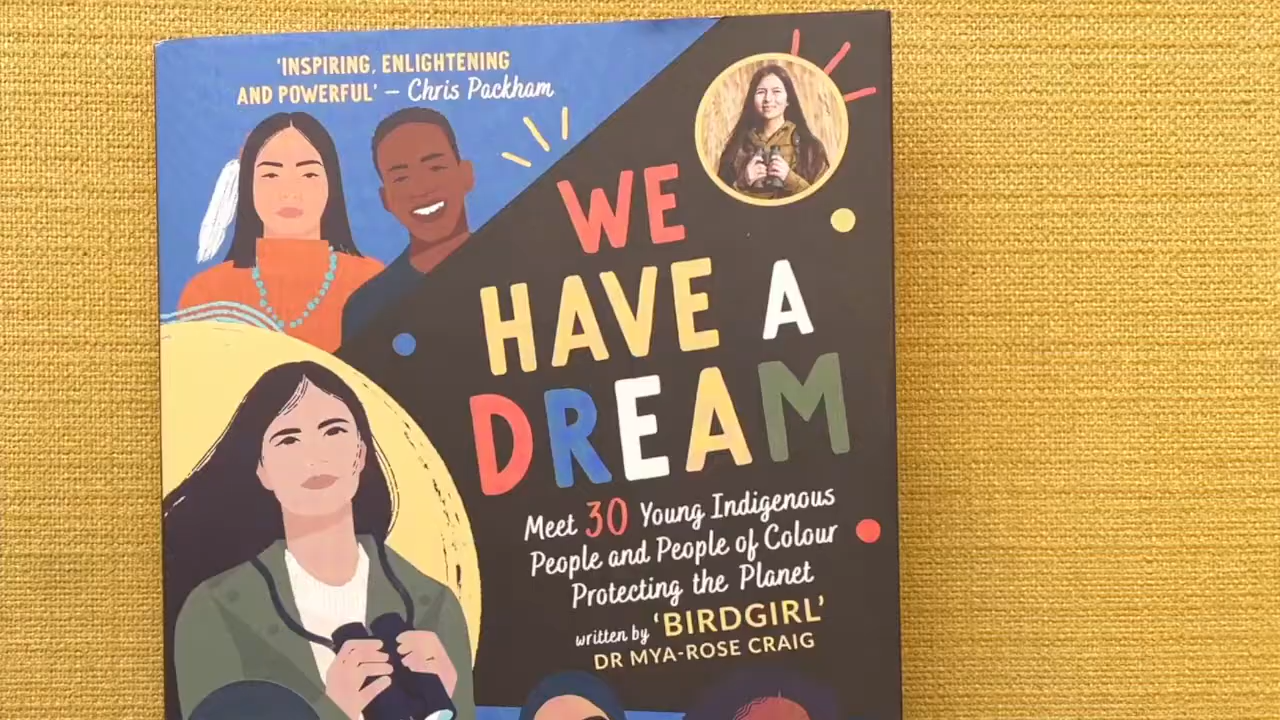 'INSPIRING, ENLIGHTENING
AND POWERFUL' – Chris Packham
WE
HAVE A
DREAM
Meet 30 Young Indigenous
People and People of Colour
Protecting the Planet
written by 'BIRDGIRL'
DR MYA-ROSE CRAIG